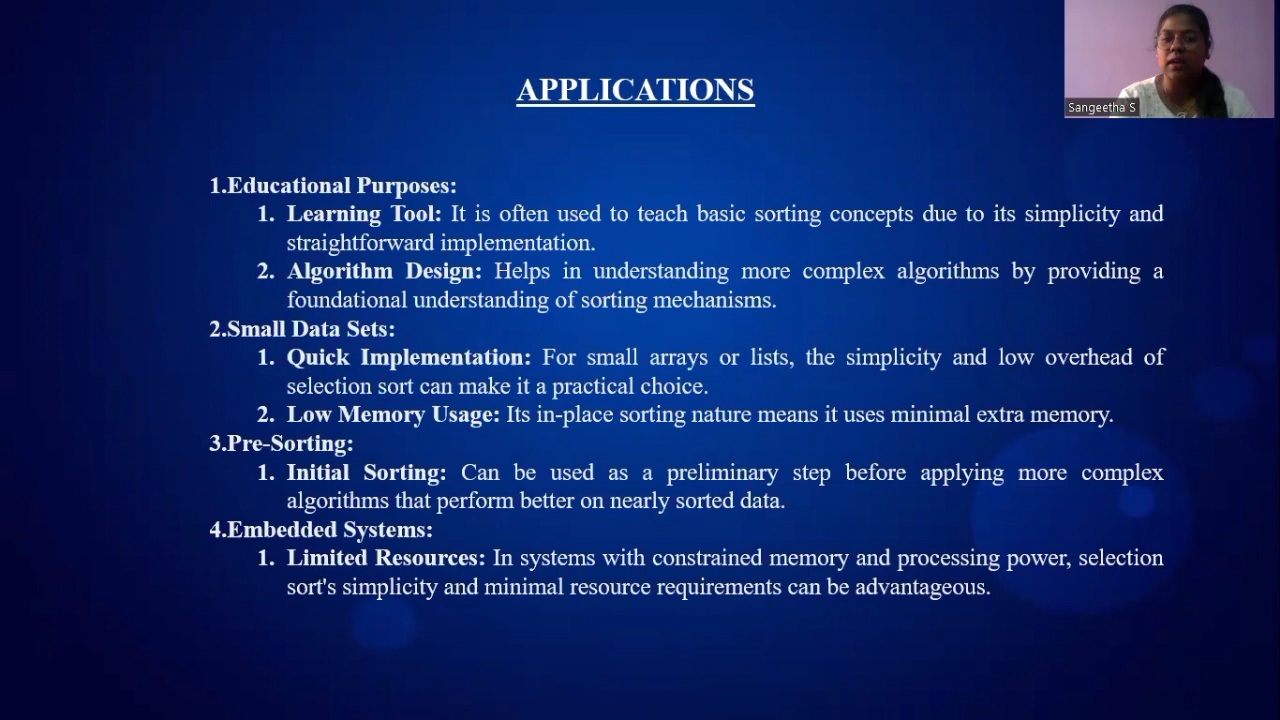 APPLICATIONS
Sangeetha S
1.Educational Purposes:
1. Learning Tool: It is often used to teach basic sorting concepts due to its simplicity and
straightforward implementation.
2. Algorithm Design: Helps in understanding more complex algorithms by providing a
foundational understanding of sorting mechanisms.
2.Small Data Sets:
1. Quick Implementation: For small arrays or lists, the simplicity and low overhead of
selection sort can make it a practical choice.
2. Low Memory Usage: Its in-place sorting nature means it uses minimal extra memory.
3.Pre-Sorting:
1. Initial Sorting: Can be used as a preliminary step before applying more complex
algorithms that perform better on nearly sorted data.
4.Embedded Systems:
1. Limited Resources: In systems with constrained memory and processing power, selection
sort's simplicity and minimal resource requirements can be advantageous.